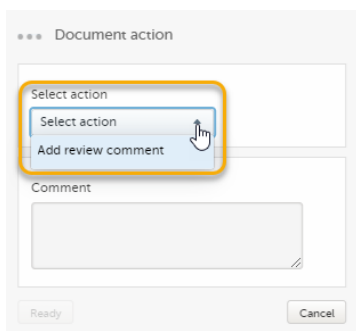 Document action
Select action
Select action
Add review comment
Comment
Ready
Cancel